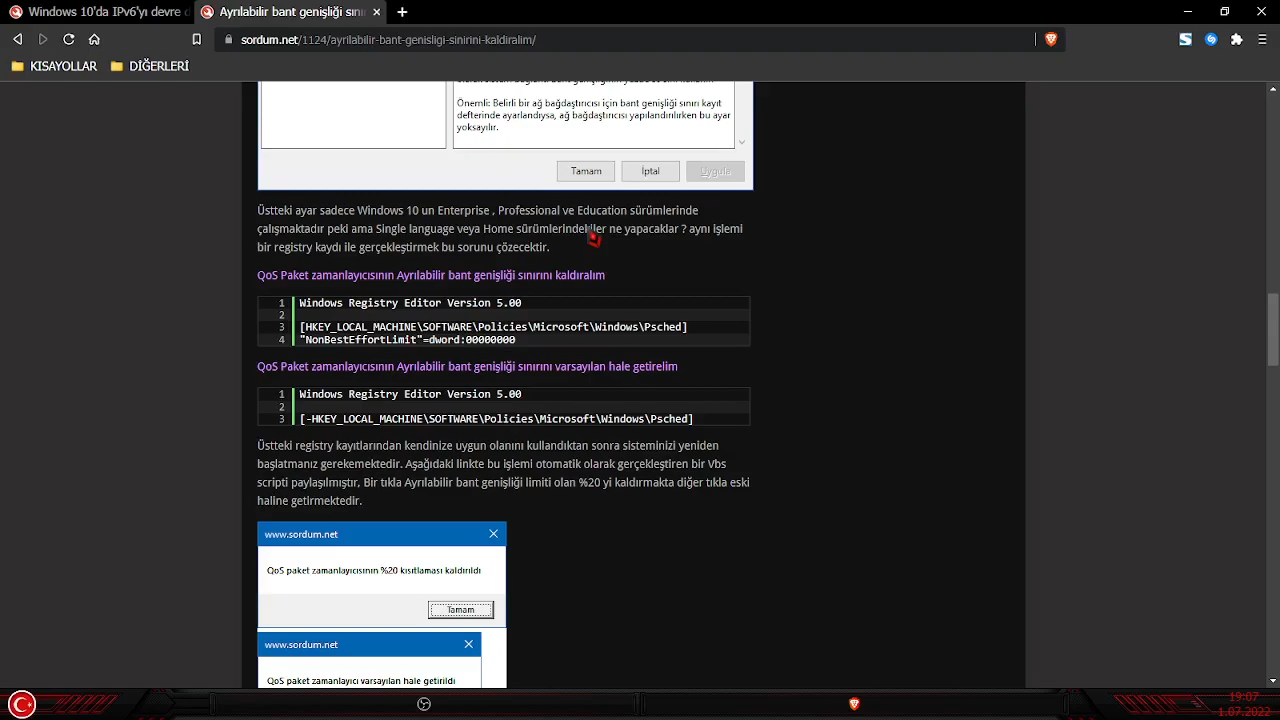 Windows 10'da IPv6'yı devre d
Ayrılabilir bant genişliği sını
sordum.net/1124/ayrilabilir-bant-genisligi-sinirini-kaldiralim/
KISAYOLLAR
DİĞERLERİ
Önemli: Belirli bir ağ bağdaştırıcısı için bant genişliği sınırı kayıt
defterinde ayarlandıysa, ağ bağdaştırıcısı yapılandırılırken bu ayar
yoksayılır.
Tamam
İptal
Uygula
Üstteki ayar sadece Windows 10 un Enterprise , Professional ve Education sürümlerinde
çalışmaktadır peki ama Single language veya Home sürümlerindekiler ne yapacaklar ? aynı işlemi
bir registry kaydı ile gerçekleştirmek bu sorunu çözecektir.
QoS Paket zamanlayıcısının Ayrılabilir bant genişliği sınırını kaldıralım
1 Windows Registry Editor Version 5.00
2
3 [HKEY_LOCAL_MACHINE\SOFTWARE\Policies\Microsoft\Windows\Psched]
4 "NonBestEffortLimit"=dword:00000000
QoS Paket zamanlayıcısının Ayrılabilir bant genişliği sınırını varsayılan hale getirelim
1 Windows Registry Editor Version 5.00
2
3 [-HKEY_LOCAL_MACHINE\SOFTWARE\Policies\Microsoft\Windows\Psched]
Üstteki registry kayıtlarından kendinize uygun olanını kullandıktan sonra sisteminizi yeniden
başlatmanız gerekemektedir. Aşağıdaki linkte bu işlemi otomatik olarak gerçekleştiren bir Vbs
scripti paylaşılmıştır, Bir tıkla Ayrılabilir bant genişliği limiti olan %20 yi kaldırmakta diğer tıkla eski
haline getirmektedir.
www.sordum.net
QoS paket zamanlayıcısının %20 kısıtlaması kaldırıldı
Tamam
www.sordum.net
QoS paket zamanlayıcı varsayılan hale getirildi
19:07
1.07.2022